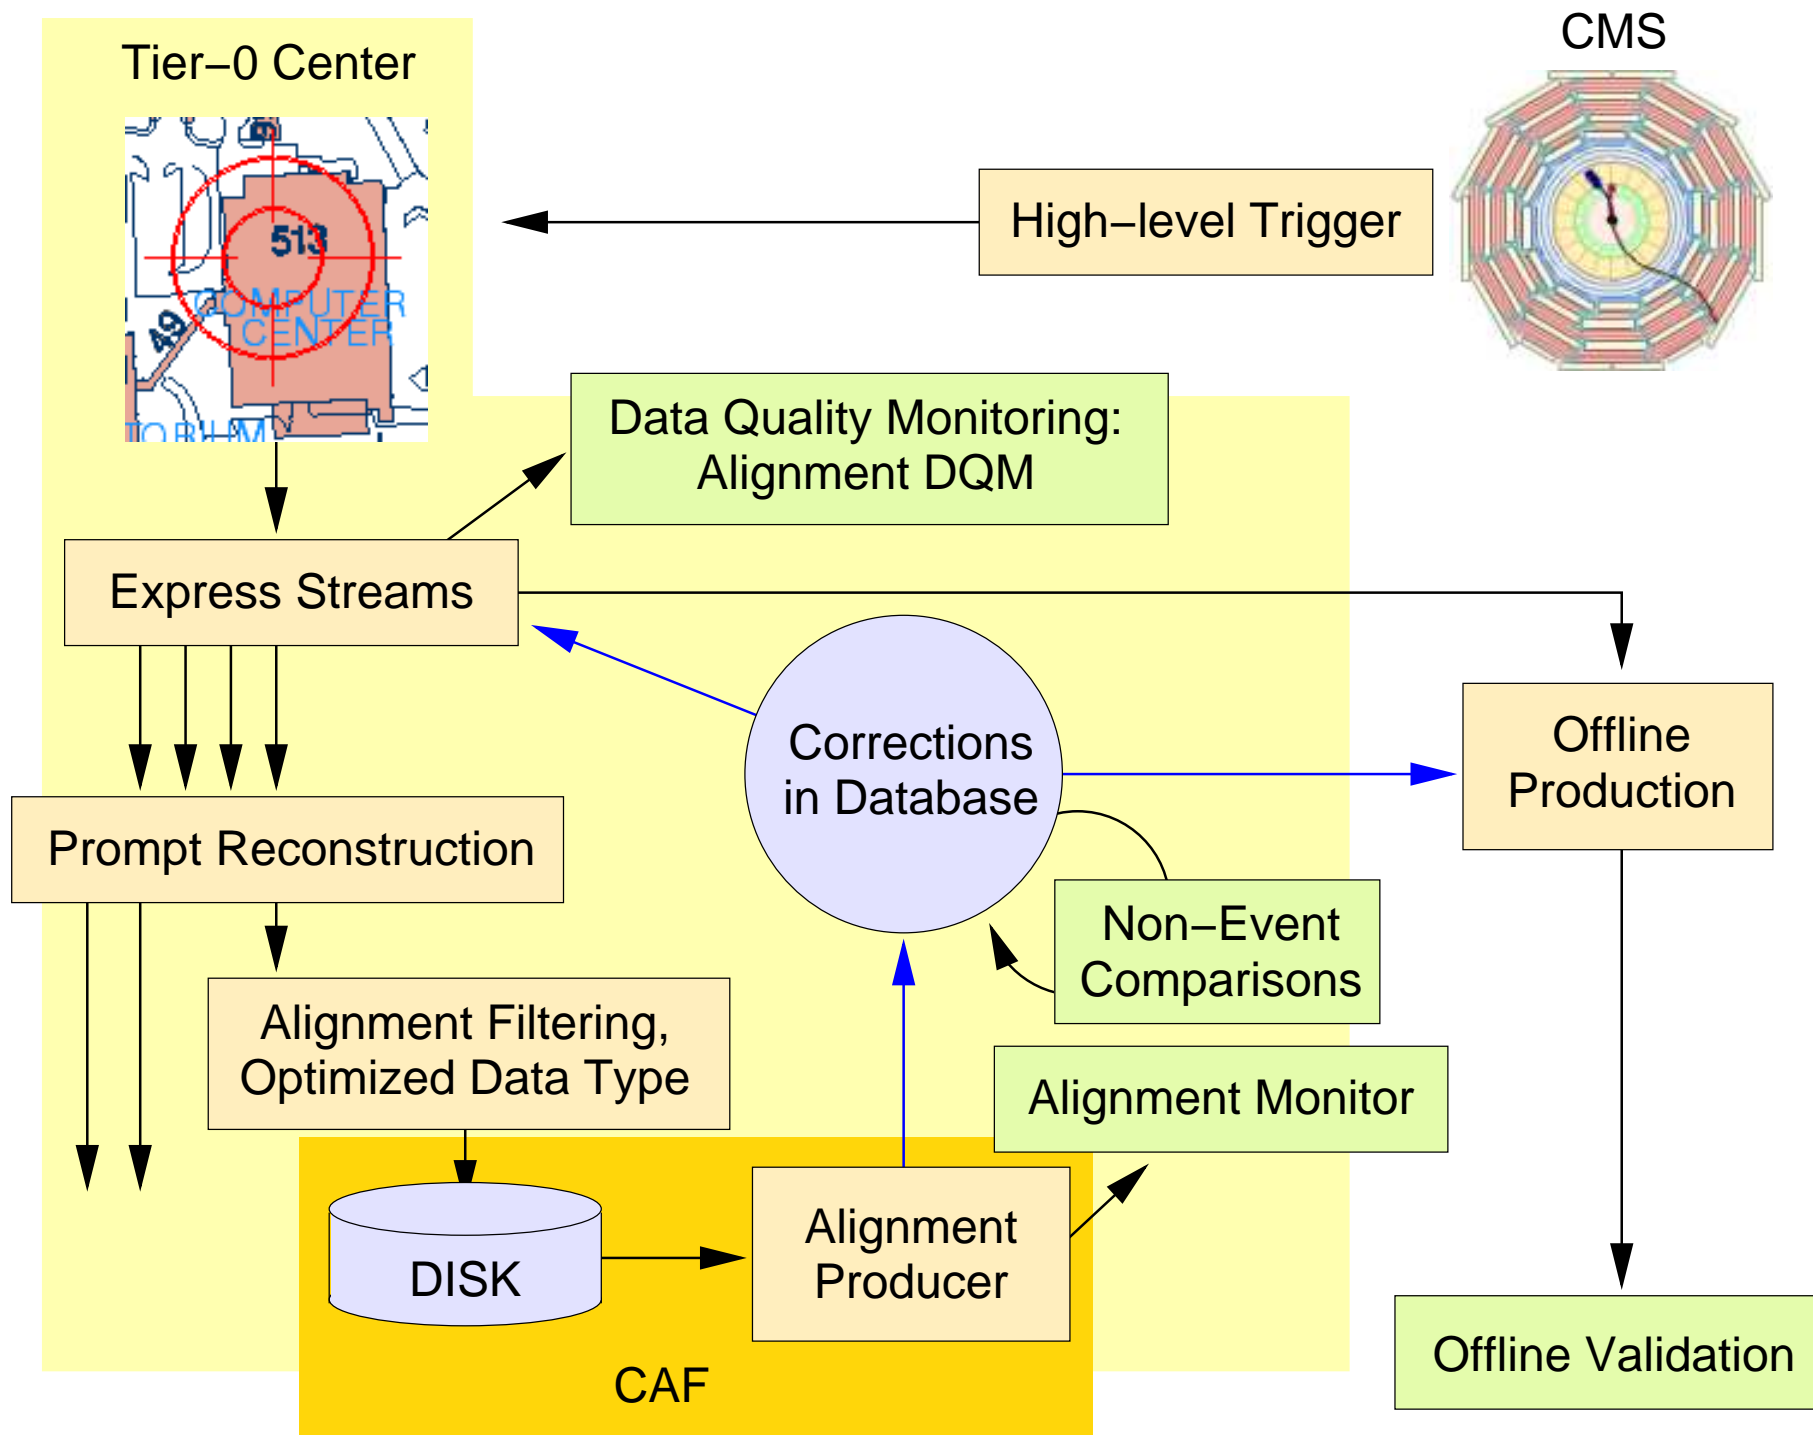 Tier−0 Center
CMS
High−level Trigger
513
COMPUTER
CENTER
49
TORIUM
Data Quality Monitoring:
Alignment DQM
Express Streams
Corrections
in Database
Offline
Production
Prompt Reconstruction
Non−Event
Comparisons
Alignment Filtering,
Optimized Data Type
Alignment Monitor
DISK
Alignment
Producer
Offline Validation
CAF